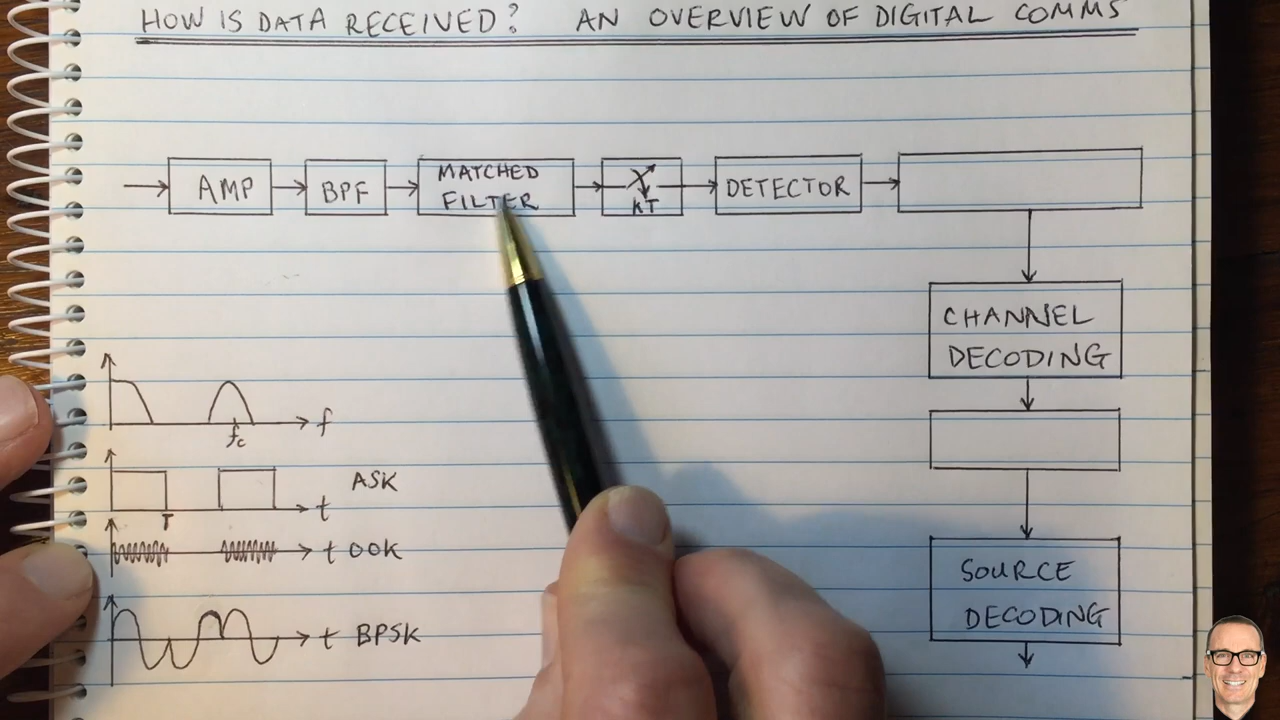 HOW IS DATA RECEIVED? AN OVERVIEW OF DIGITAL COMMS
AMP
BPF
MATCHED
FILTER
kT
DETECTOR
CHANNEL
DECODING
SOURCE
DECODING
f
fc
ASK
t
T
t OOK
t BPSK